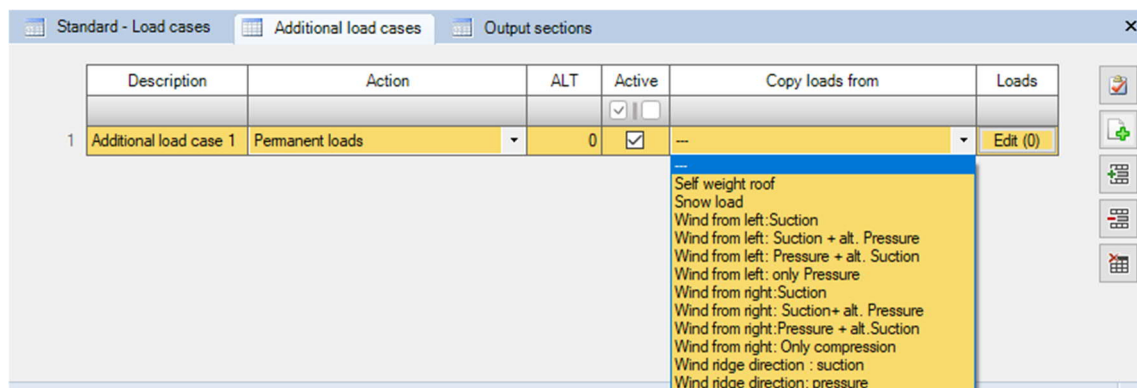 Standard - Load cases Additional load cases Output sections
Description Action ALT Active Copy loads from Loads
1 Additional load case 1 Permanent loads 0 --- Edit (0)
---
Self weight roof
Snow load
Wind from left:Suction
Wind from left: Suction + alt. Pressure
Wind from left: Pressure + alt. Suction
Wind from left: only Pressure
Wind from right:Suction
Wind from right: Suction+ alt. Pressure
Wind from right:Pressure + alt.Suction
Wind from right: Only compression
Wind ridge direction : suction
Wind ridge direction: pressure